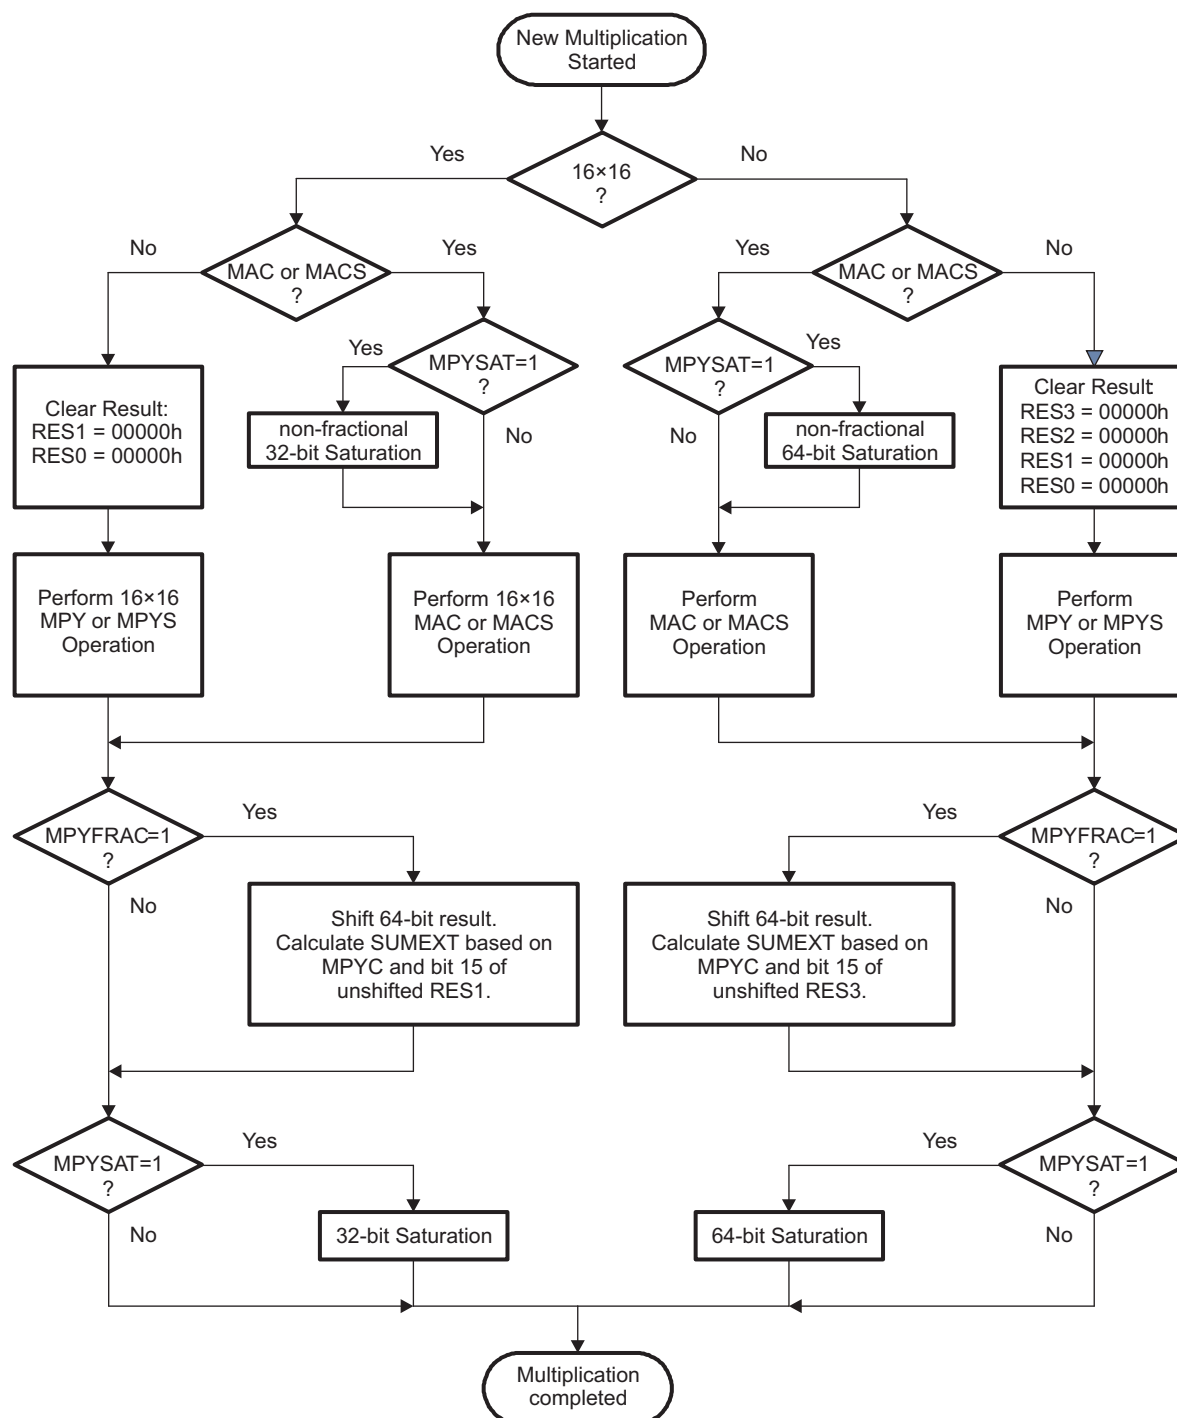 New Multiplication
Started
Yes
No
16×16
?
No
Yes
Yes
No
MAC or MACS
?
MAC or MACS
?
Yes
MPYSAT=1
?
MPYSAT=1
?
Yes
Clear Result:
RES1 = 00000h
RES0 = 00000h
non-fractional
32-bit Saturation
No
No
non-fractional
64-bit Saturation
Clear Result
RES3 = 00000h
RES2 = 00000h
RES1 = 00000h
RES0 = 00000h
Perform 16×16
MPY or MPYS
Operation
Perform 16×16
MAC or MACS
Operation
Perform
MAC or MACS
Operation
Perform
MPY or MPYS
Operation
MPYFRAC=1
?
Yes
Yes
MPYFRAC=1
?
No
No
Shift 64-bit result.
Calculate SUMEXT based on
MPYC and bit 15 of
unshifted RES1.
Shift 64-bit result.
Calculate SUMEXT based on
MPYC and bit 15 of
unshifted RES3.
MPYSAT=1
?
Yes
Yes
MPYSAT=1
?
No
32-bit Saturation
64-bit Saturation
No
Multiplication
completed